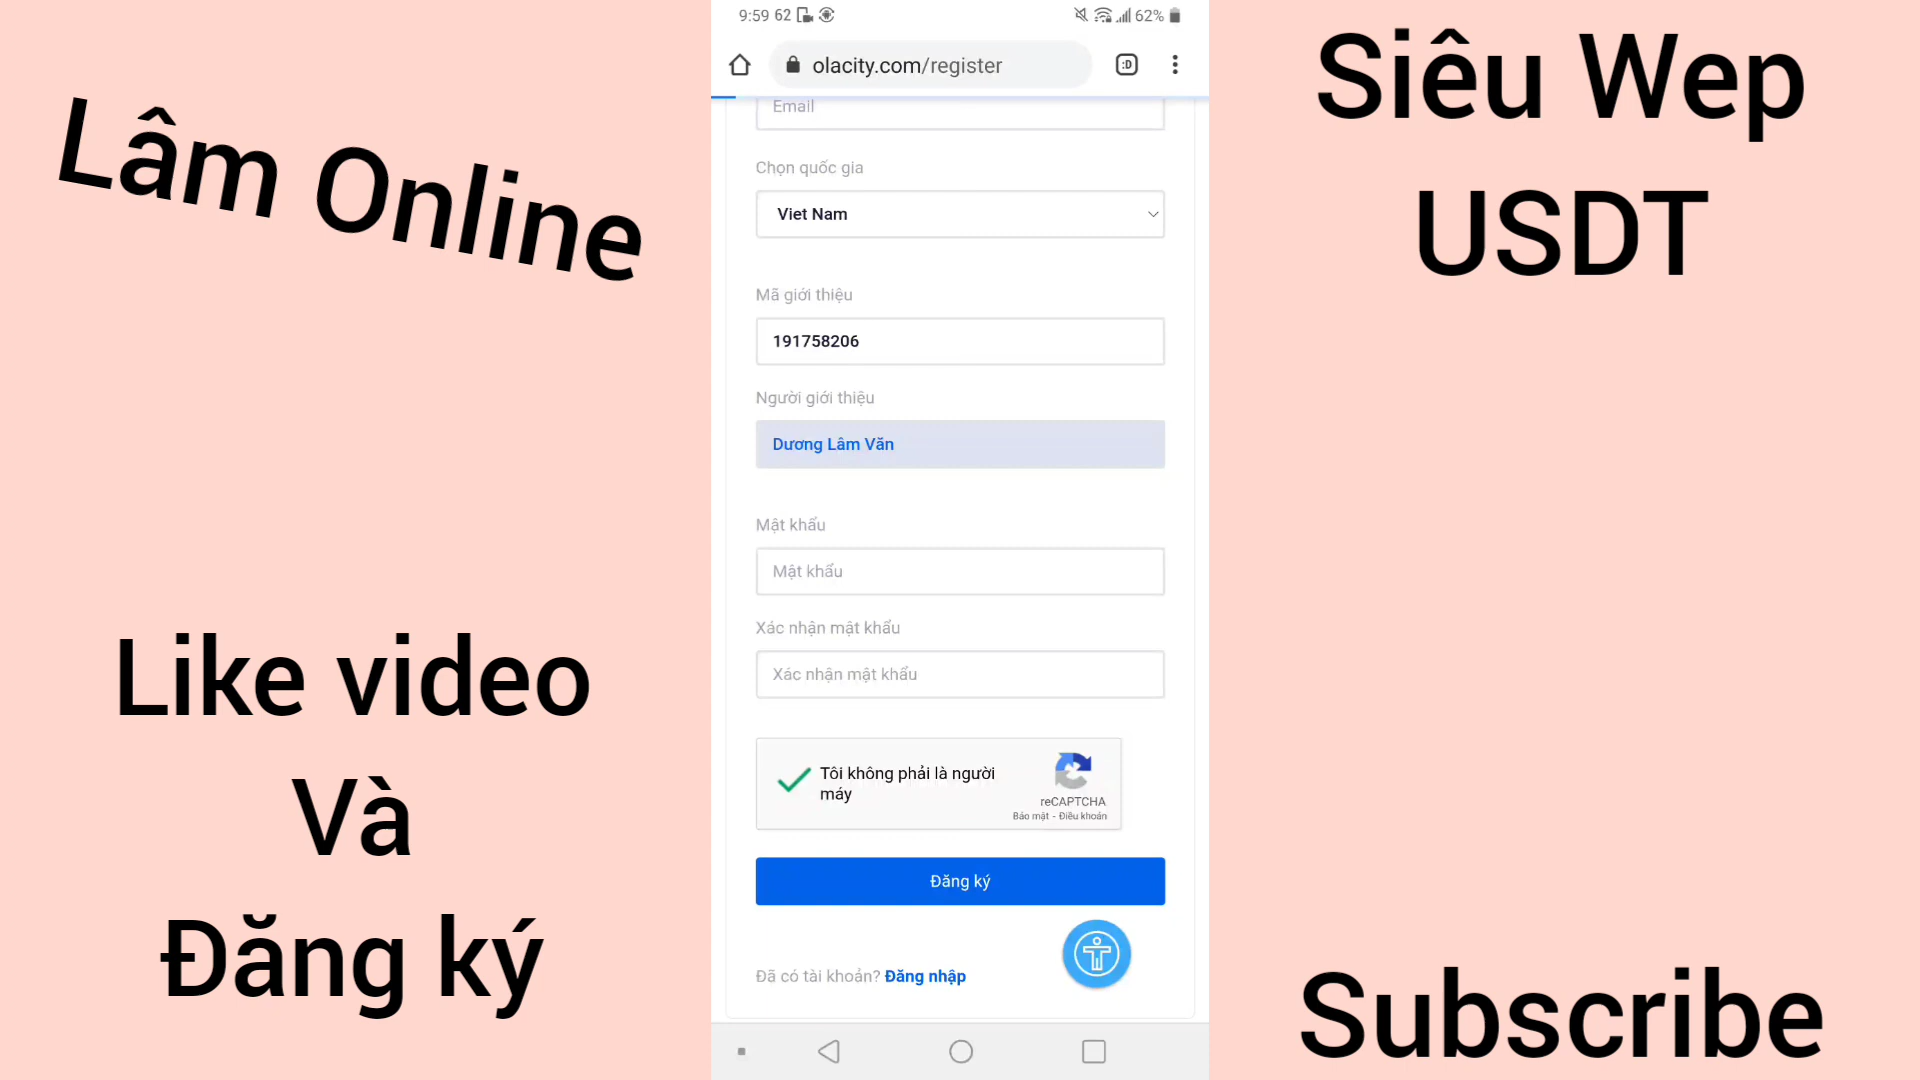 Lâm Online
Like video
Và
Đăng ký
9:59 62
62%
olacity.com/register
:D
Email
Chọn quốc gia
Viet Nam
Mã giới thiệu
191758206
Người giới thiệu
Dương Lâm Văn
Mật khẩu
Mật khẩu
Xác nhận mật khẩu
Xác nhận mật khẩu
Tôi không phải là người
máy
reCAPTCHA
Bảo mật - Điều khoản
Đăng ký
Đã có tài khoản? Đăng nhập
Siêu Wep
USDT
Subscribe